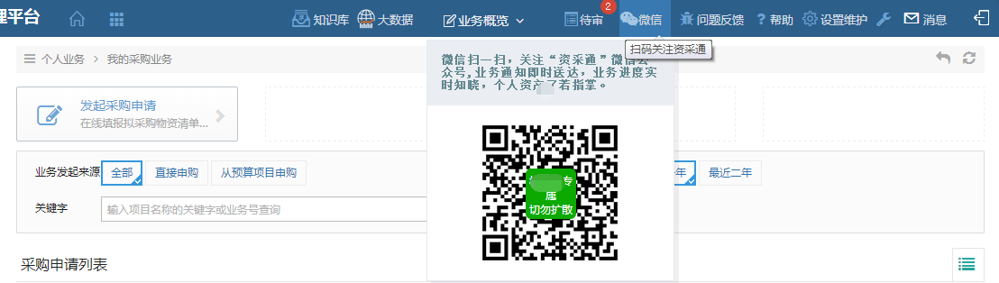 理平台
知识库
大数据
业务概览
待审
2
微信
问题反馈
? 帮助
设置维护
消息
扫码关注资采通
个人业务 > 我的采购业务
微信扫一扫，关注“资采通”微信公
众号,业务通知即时送达，业务进度实
时知晓，个人资产了若指掌。
发起采购申请
在线填报拟采购物资清单...
专
属
切勿扩散
业务发起来源
全部
直接申购
从预算项目申购
年
最近二年
关键字
输入项目名称的关键字或业务号查询
采购申请列表